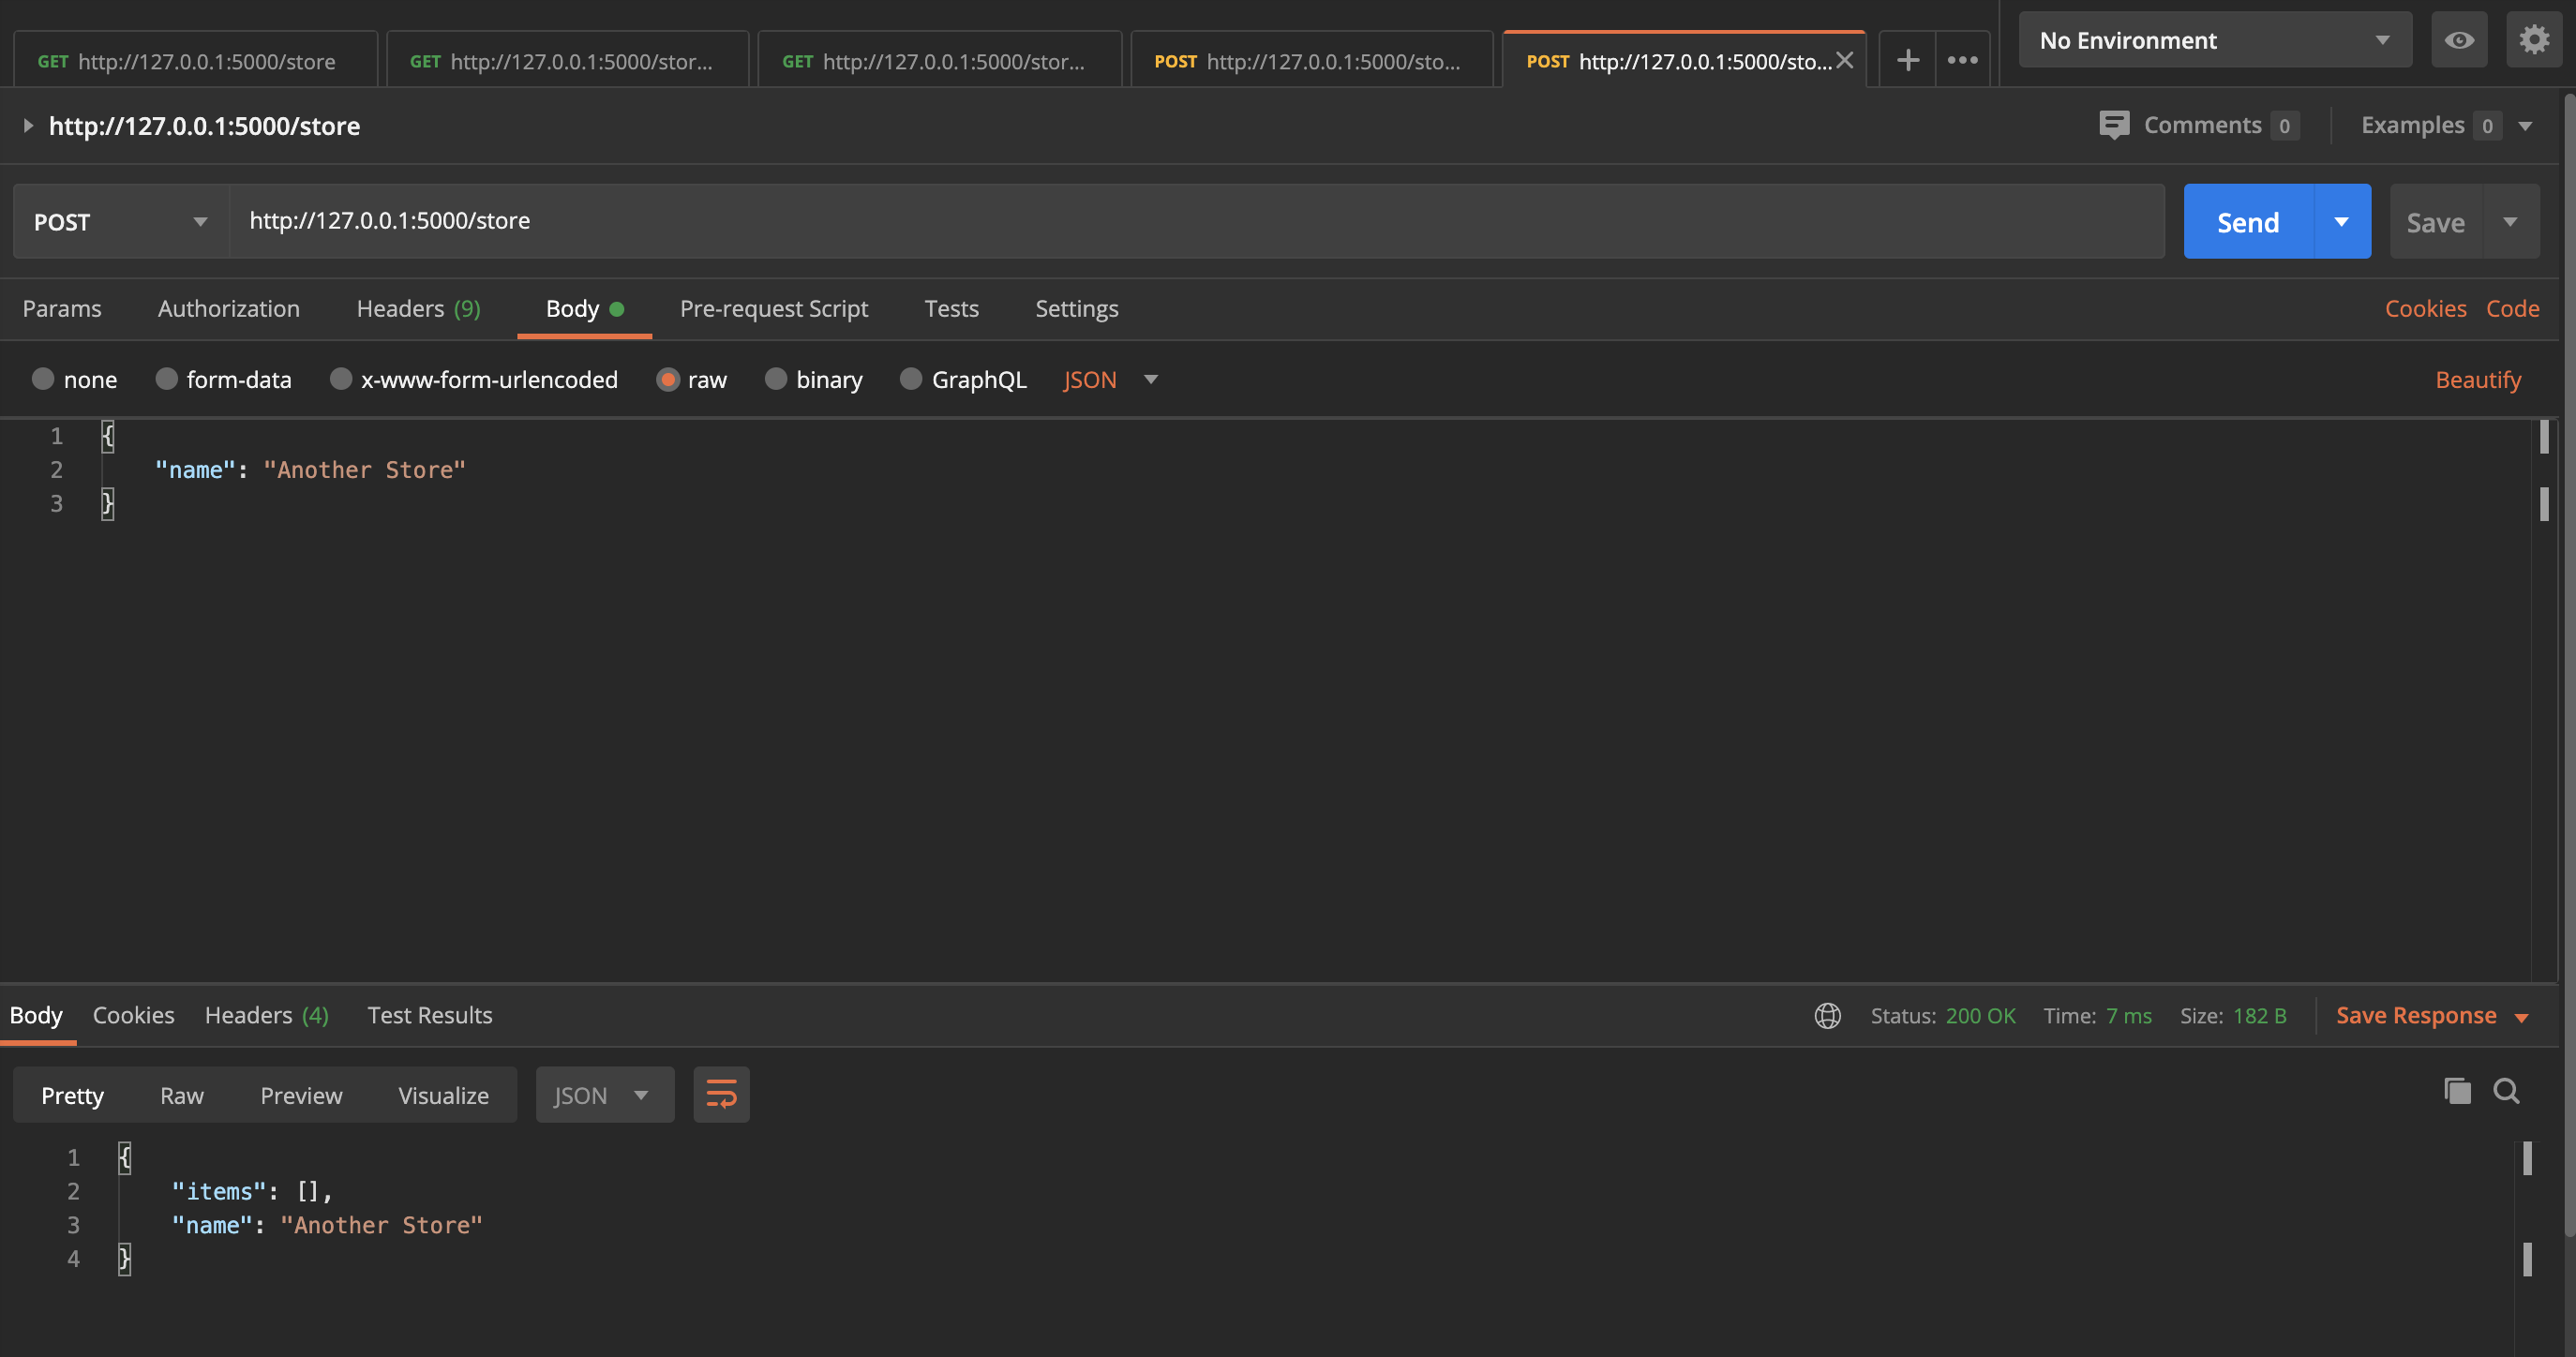 GET http://127.0.0.1:5000/store GET http://127.0.0.1:5000/stor... GET http://127.0.0.1:5000/stor... POST http://127.0.0.1:5000/sto... POST http://127.0.0.1:5000/sto... No Environment
http://127.0.0.1:5000/store Comments 0 Examples 0
POST http://127.0.0.1:5000/store Send Save
Params Authorization Headers (9) Body Pre-request Script Tests Settings Cookies Code
none form-data x-www-form-urlencoded raw binary GraphQL JSON Beautify
1 {
2 "name": "Another Store"
3 }
Body Cookies Headers (4) Test Results Status: 200 OK Time: 7 ms Size: 182 B Save Response
Pretty Raw Preview Visualize JSON
1 {
2 "items": [],
3 "name": "Another Store"
4 }